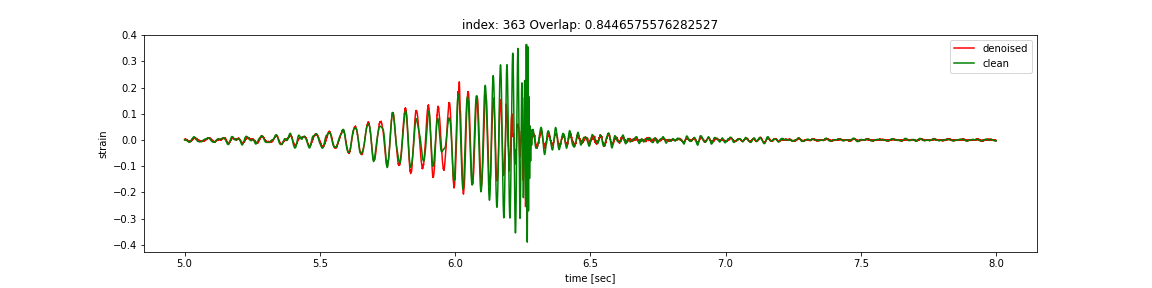 index: 363 Overlap: 0.8446575576282527
denoised
clean
0.4
0.3
0.2
0.1
0.0
−0.1
−0.2
−0.3
−0.4
strain
5.0 5.5 6.0 6.5 7.0 7.5 8.0
time [sec]